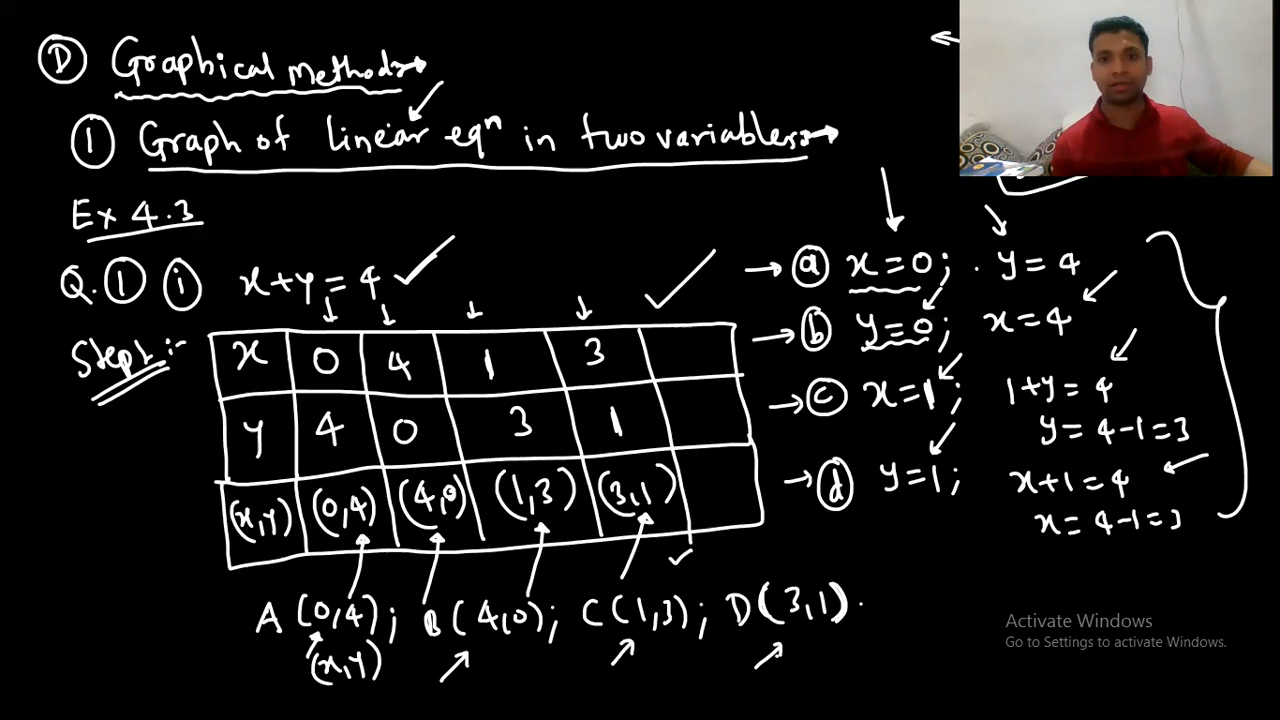 ① Graphical Method →
① Graph of linear eqⁿ in two variables →
Ex 4.3
Q. ① ⓘ x+y=4 ✓
Step1:-
x 0 4 1 3
y 4 0 3 1
(x,y) (0,4) (4,0) (1,3) (3,1)
A (0,4); B (4,0); C (1,3); D (3,1).
(x,y)
→ ⓐ x=0; y=4
→ ⓑ y=0; x=4
→ ⓒ x=1; 1+y=4
y=4-1=3
→ ⓓ y=1; x+1=4
x=4-1=3
Activate Windows
Go to Settings to activate Windows.